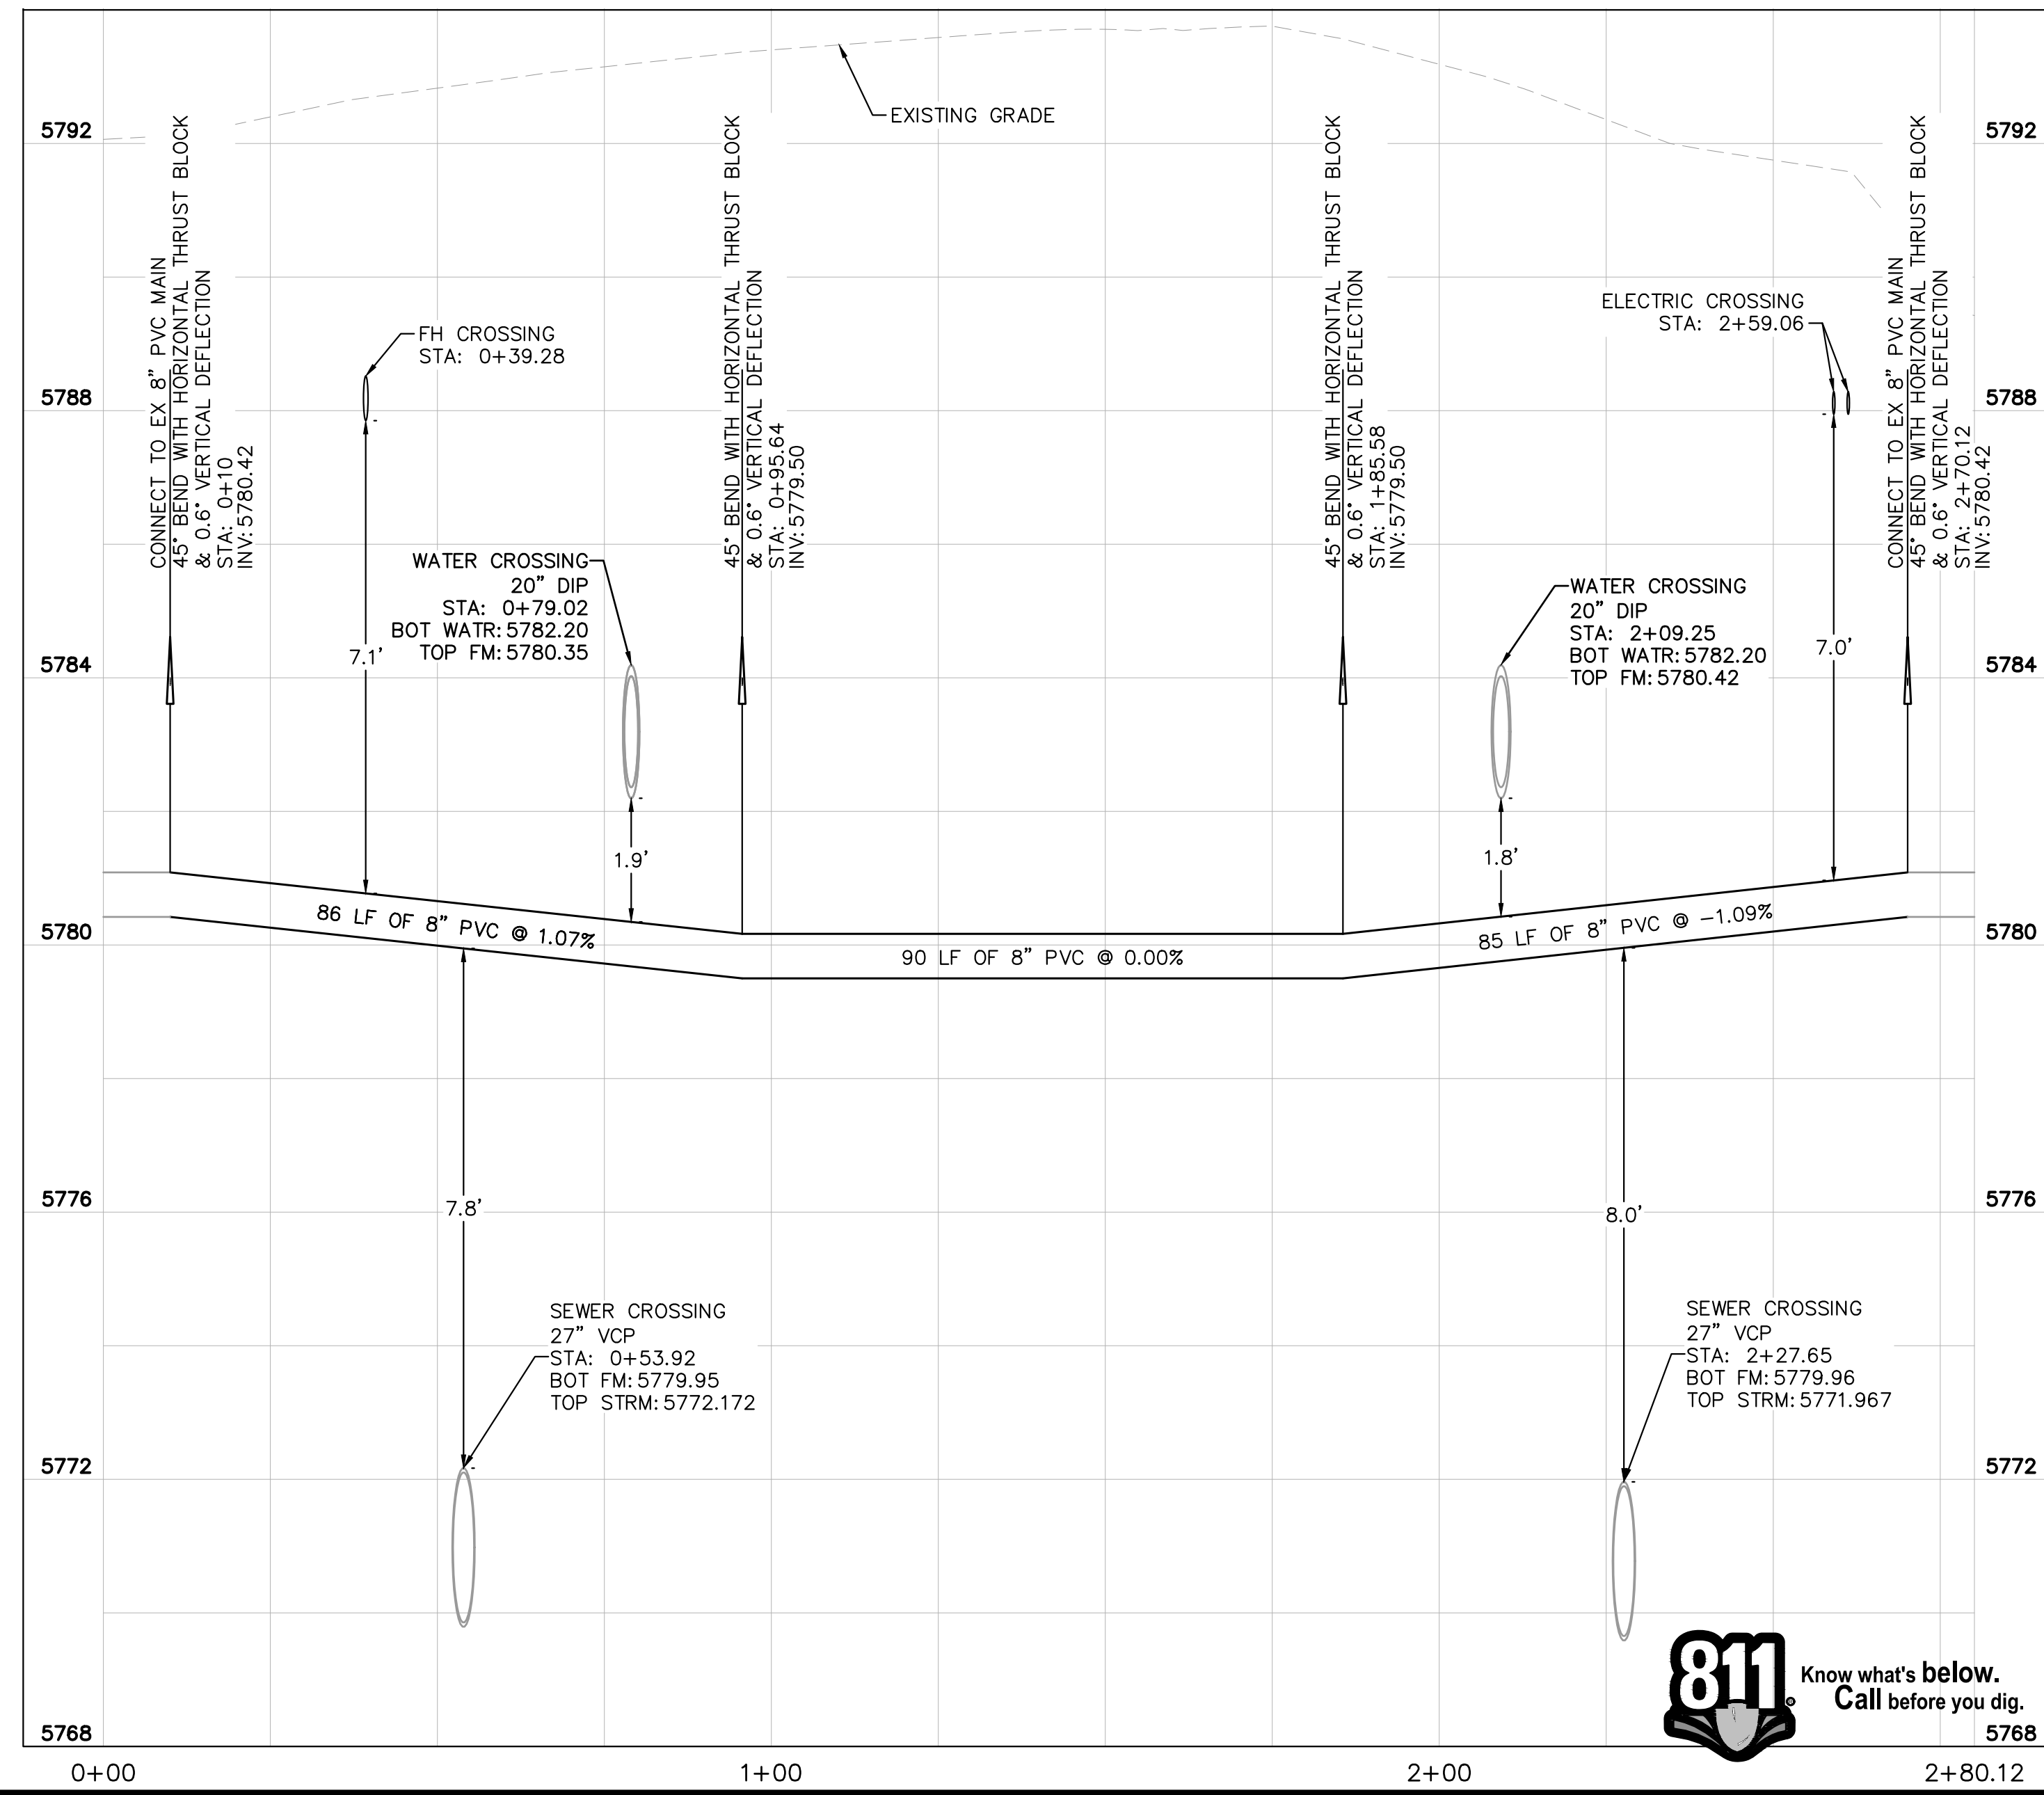 EXISTING GRADE
5792
5792
5788
5788
5784
5784
5780
5780
5776
5776
5772
5772
5768
5768
CONNECT TO EX 8" PVC MAIN
45° BEND WITH HORIZONTAL THRUST BLOCK
& 0.6° VERTICAL DEFLECTION
STA: 0+10
INV:5780.42
FH CROSSING
STA: 0+39.28
7.1'
WATER CROSSING
20" DIP
STA: 0+79.02
BOT WATR:5782.20
TOP FM:5780.35
1.9'
45° BEND WITH HORIZONTAL THRUST BLOCK
& 0.6° VERTICAL DEFLECTION
STA: 0+95.64
INV:5779.50
45° BEND WITH HORIZONTAL THRUST BLOCK
& 0.6° VERTICAL DEFLECTION
STA: 1+85.58
INV:5779.50
WATER CROSSING
20" DIP
STA: 2+09.25
BOT WATR:5782.20
TOP FM:5780.42
1.8'
ELECTRIC CROSSING
STA: 2+59.06
7.0'
CONNECT TO EX 8" PVC MAIN
45° BEND WITH HORIZONTAL THRUST BLOCK
& 0.6° VERTICAL DEFLECTION
STA: 2+70.12
INV:5780.42
86 LF OF 8" PVC @ 1.07%
90 LF OF 8" PVC @ 0.00%
85 LF OF 8" PVC @ -1.09%
7.8'
8.0'
SEWER CROSSING
27" VCP
STA: 0+53.92
BOT FM:5779.95
TOP STRM:5772.172
SEWER CROSSING
27" VCP
STA: 2+27.65
BOT FM:5779.96
TOP STRM:5771.967
811
Know what's below.
Call before you dig.
0+00
1+00
2+00
2+80.12